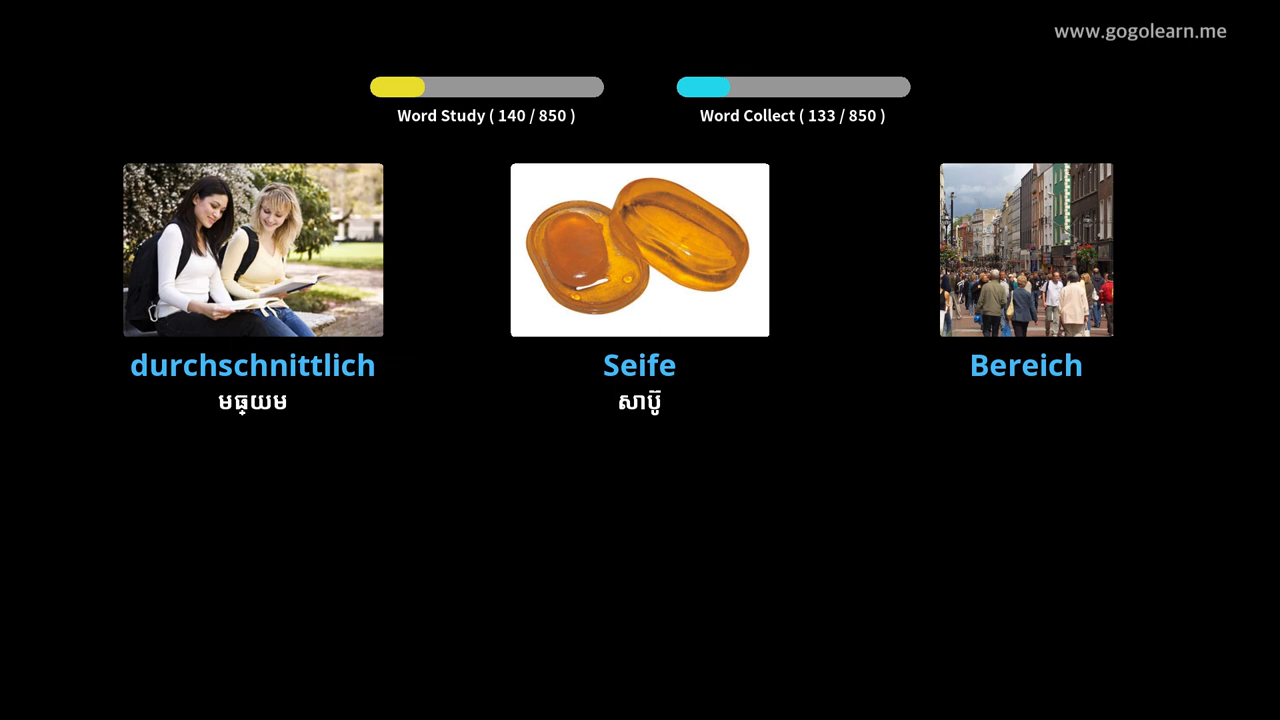 www.gogolearn.me
Word Study ( 140 / 850 )
Word Collect ( 133 / 850 )
durchschnittlich
មធ្យម
Seife
សាប៊ូ
Bereich